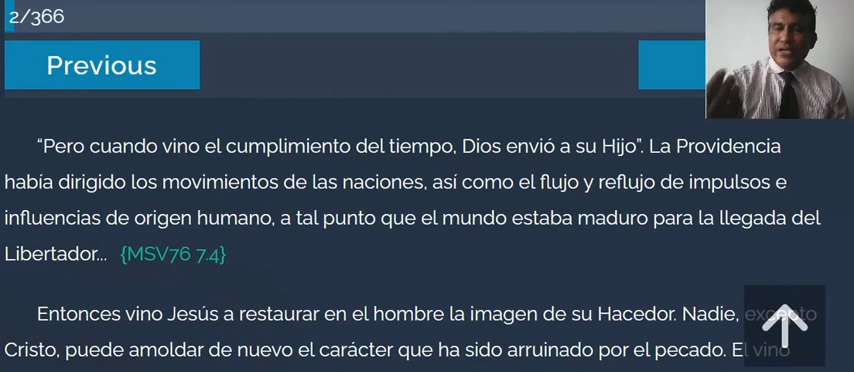 2/366
Previous
“Pero cuando vino el cumplimiento del tiempo, Dios envió a su Hijo”. La Providencia
había dirigido los movimientos de las naciones, así como el flujo y reflujo de impulsos e
influencias de origen humano, a tal punto que el mundo estaba maduro para la llegada del
Libertador... {MSV76 7.4}
Entonces vino Jesús a restaurar en el hombre la imagen de su Hacedor. Nadie, excepto
Cristo, puede amoldar de nuevo el carácter que ha sido arruinado por el pecado. El vino